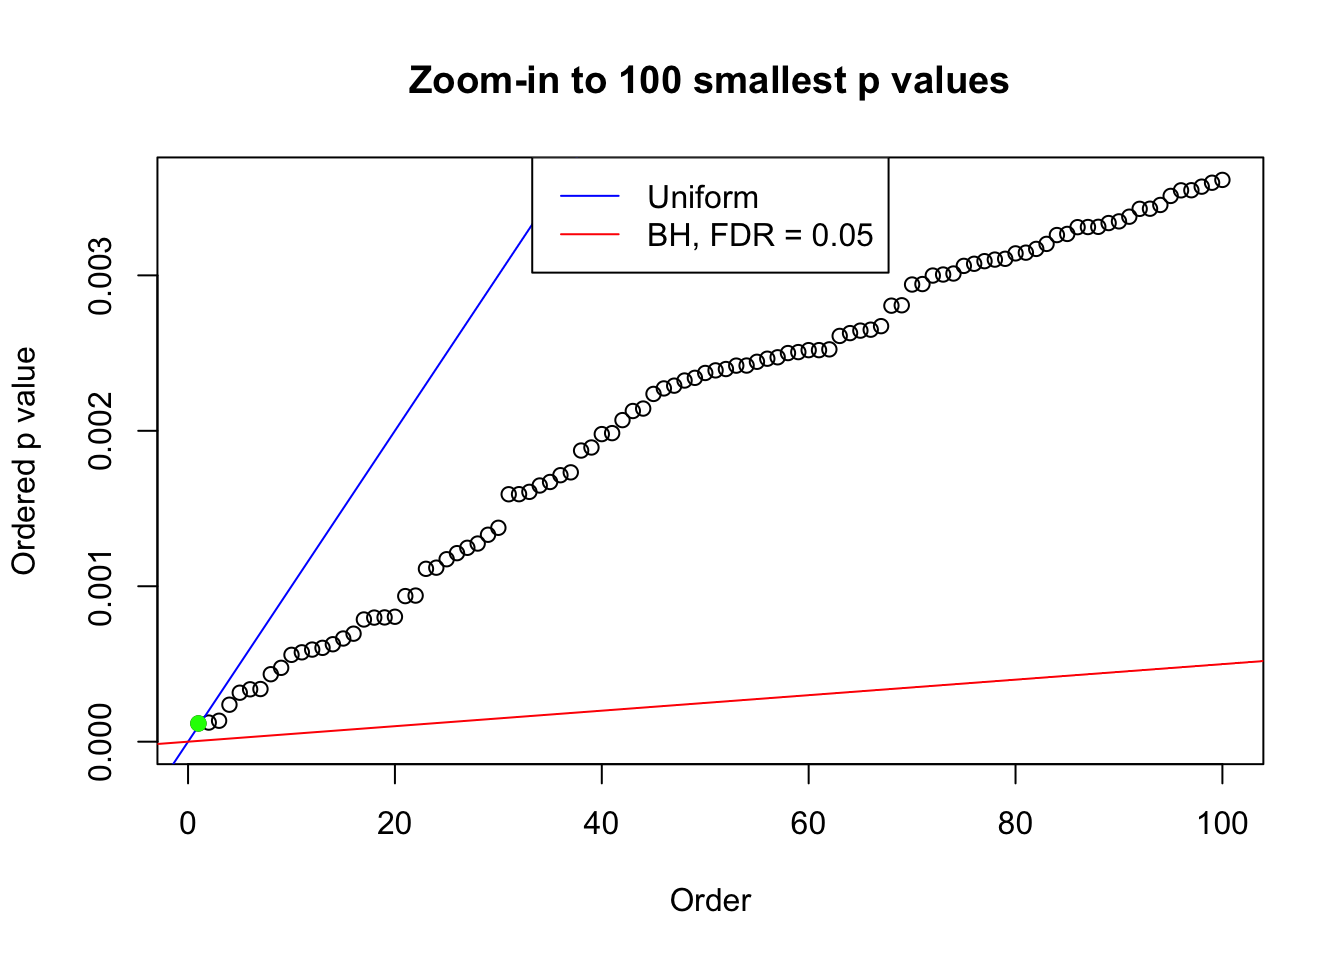 Zoom-in to 100 smallest p values
Uniform
BH, FDR = 0.05
Ordered p value
0.003
0.002
0.001
0.000
0 20 40 60 80 100
Order